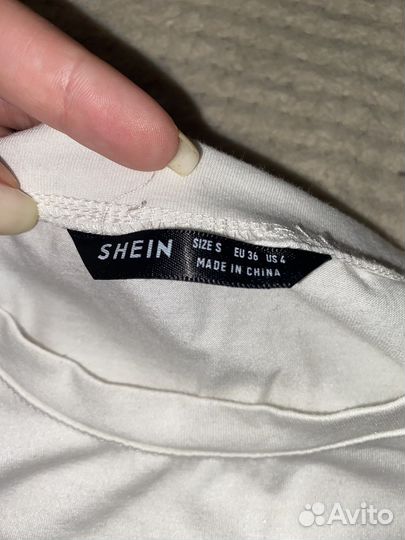 SHEIN
SIZE S EU 36 US 4
MADE IN CHINA
Avito